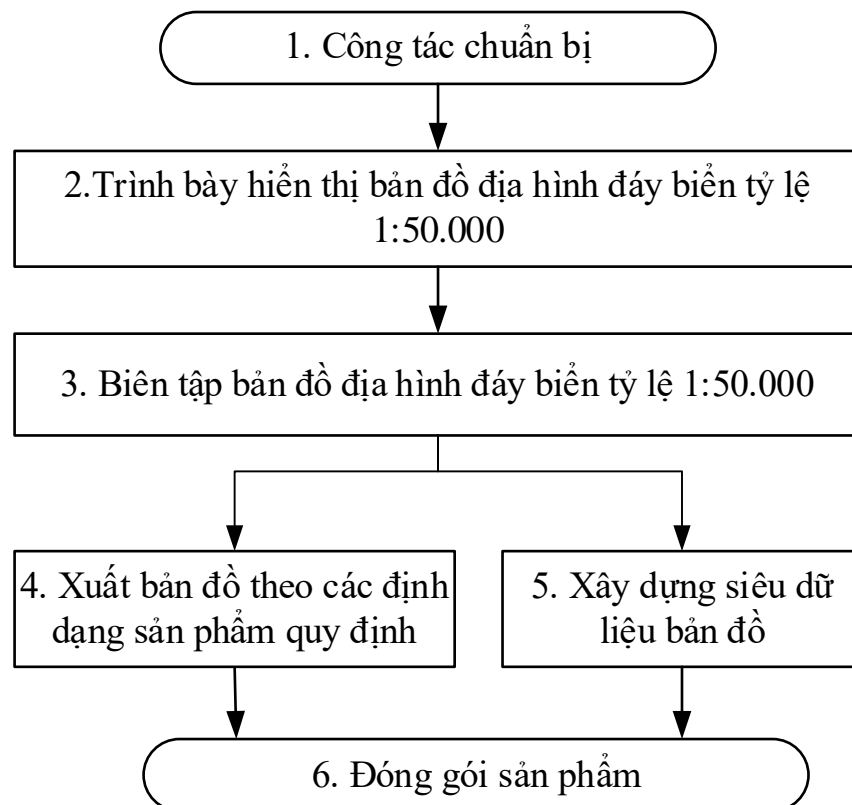 1. Công tác chuẩn bị
2.Trình bày hiển thị bản đồ địa hình đáy biển tỷ lệ
1:50.000
3. Biên tập bản đồ địa hình đáy biển tỷ lệ 1:50.000
4. Xuất bản đồ theo các định
dạng sản phẩm quy định
5. Xây dựng siêu dữ
liệu bản đồ
6. Đóng gói sản phẩm